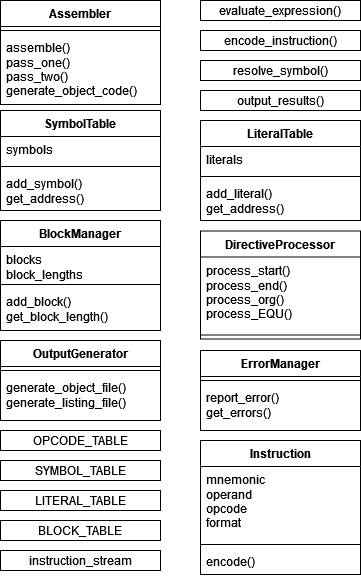 Assembler
assemble()
pass_one()
pass_two()
generate_object_code()
SymbolTable
symbols
add_symbol()
get_address()
BlockManager
blocks
block_lengths
add_block()
get_block_length()
OutputGenerator
generate_object_file()
generate_listing_file()
OPCODE_TABLE
SYMBOL_TABLE
LITERAL_TABLE
BLOCK_TABLE
instruction_stream
evaluate_expression()
encode_instruction()
resolve_symbol()
output_results()
LiteralTable
literals
add_literal()
get_address()
DirectiveProcessor
process_start()
process_end()
process_org()
process_EQU()
ErrorManager
report_error()
get_errors()
Instruction
mnemonic
operand
opcode
format
encode()